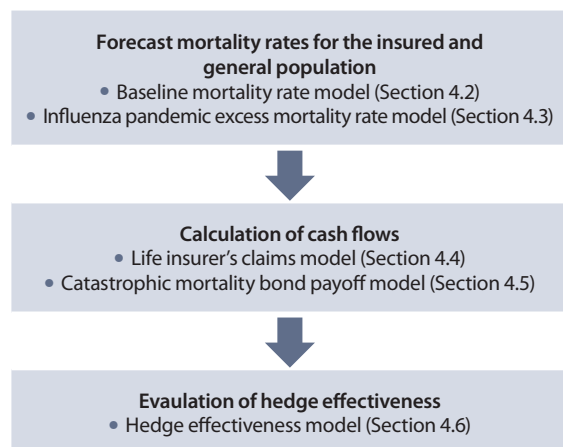 Forecast mortality rates for the insured and
general population
• Baseline mortality rate model (Section 4.2)
• Influenza pandemic excess mortality rate model (Section 4.3)
Calculation of cash flows
• Life insurer's claims model (Section 4.4)
• Catastrophic mortality bond payoff model (Section 4.5)
Evaulation of hedge effectiveness
• Hedge effectiveness model (Section 4.6)